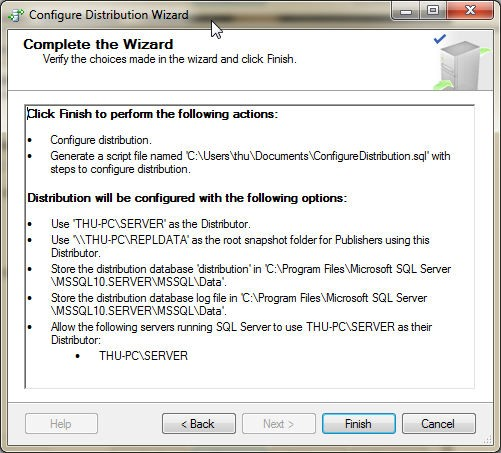 Configure Distribution Wizard
Complete the Wizard
Verify the choices made in the wizard and click Finish.
Click Finish to perform the following actions:
• Configure distribution.
• Generate a script file named 'C:\Users\thu\Documents\ConfigureDistribution.sql' with
steps to configure distribution.
Distribution will be configured with the following options:
• Use 'THU-PC\SERVER' as the Distributor.
• Use '\\THU-PC\REPLDATA' as the root snapshot folder for Publishers using this
Distributor.
• Store the distribution database 'distribution' in 'C:\Program Files\Microsoft SQL Server
\MSSQL10.SERVER\MSSQL\Data'.
• Store the distribution database log file in 'C:\Program Files\Microsoft SQL Server
\MSSQL10.SERVER\MSSQL\Data'.
• Allow the following servers running SQL Server to use THU-PC\SERVER as their
Distributor:
• THU-PC\SERVER
Help
< Back
Next >
Finish
Cancel